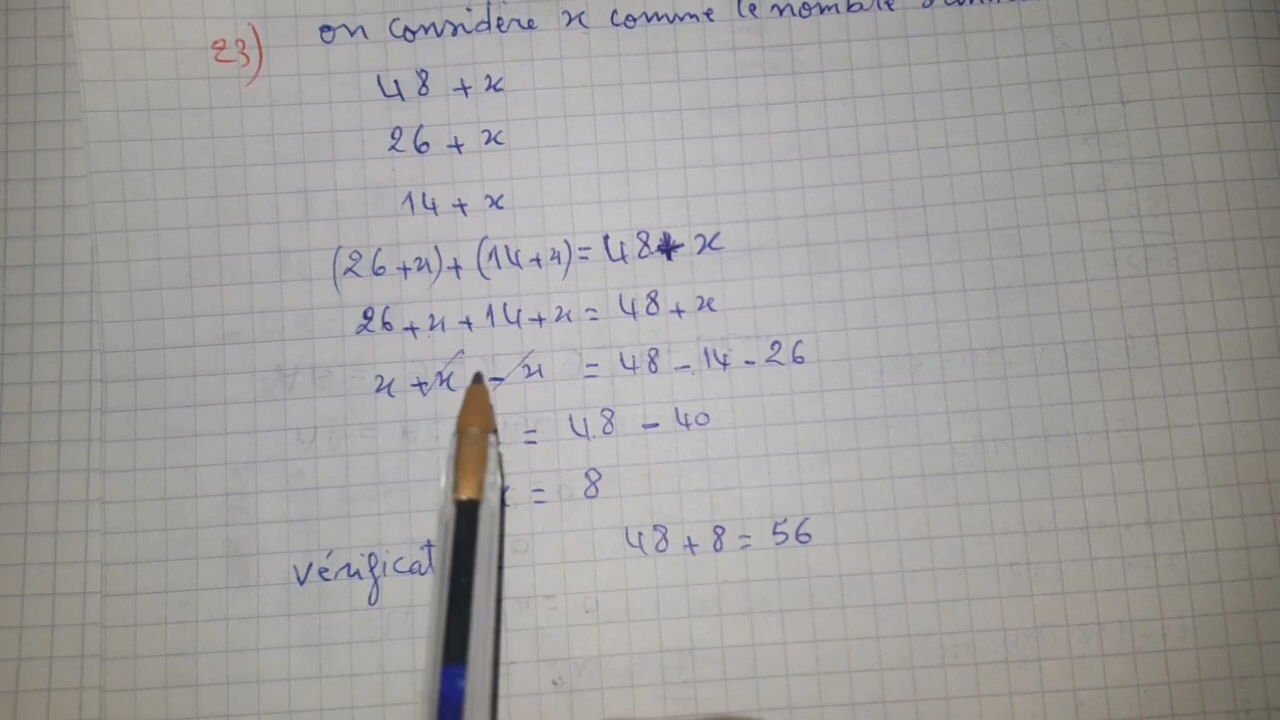 23) on considère x comme le nombre
48 + x
26 + x
14 + x
(26+x)+(14+x)=48+ x
26+x+14+x=48+x
x +x - x = 48-14-26
= 48 - 40
= 8
48+8=56
vérificat